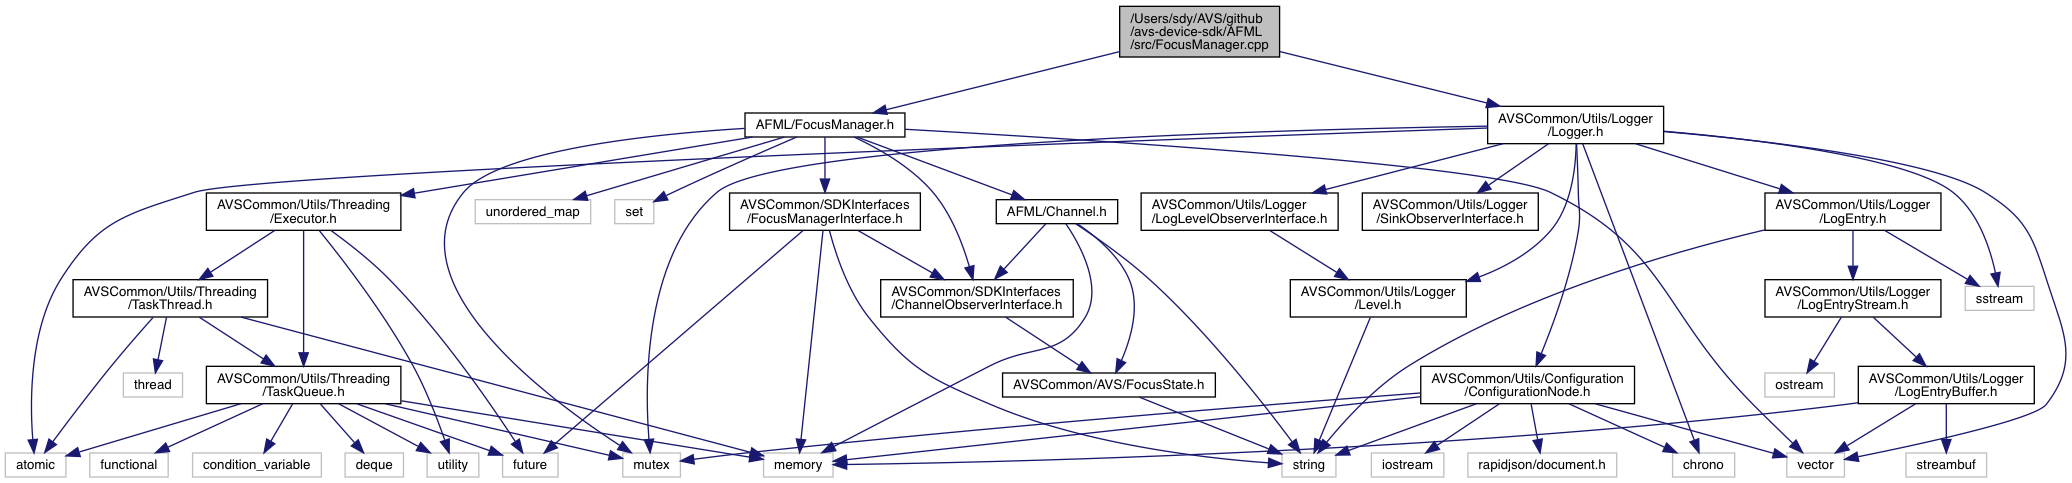 /Users/sdy/AVS/github
/avs-device-sdk/AFML
/src/FocusManager.cpp
AFML/FocusManager.h
AVSCommon/Utils/Logger
/Logger.h
AVSCommon/Utils/Threading
/Executor.h
unordered_map
set
AVSCommon/SDKInterfaces
/FocusManagerInterface.h
AFML/Channel.h
AVSCommon/Utils/Logger
/LogLevelObserverInterface.h
AVSCommon/Utils/Logger
/SinkObserverInterface.h
AVSCommon/Utils/Logger
/LogEntry.h
AVSCommon/Utils/Threading
/TaskThread.h
AVSCommon/SDKInterfaces
/ChannelObserverInterface.h
AVSCommon/Utils/Logger
/Level.h
AVSCommon/Utils/Logger
/LogEntryStream.h
sstream
thread
AVSCommon/Utils/Threading
/TaskQueue.h
AVSCommon/AVS/FocusState.h
AVSCommon/Utils/Configuration
/ConfigurationNode.h
ostream
AVSCommon/Utils/Logger
/LogEntryBuffer.h
atomic
functional
condition_variable
deque
utility
future
mutex
memory
string
iostream
rapidjson/document.h
chrono
vector
streambuf